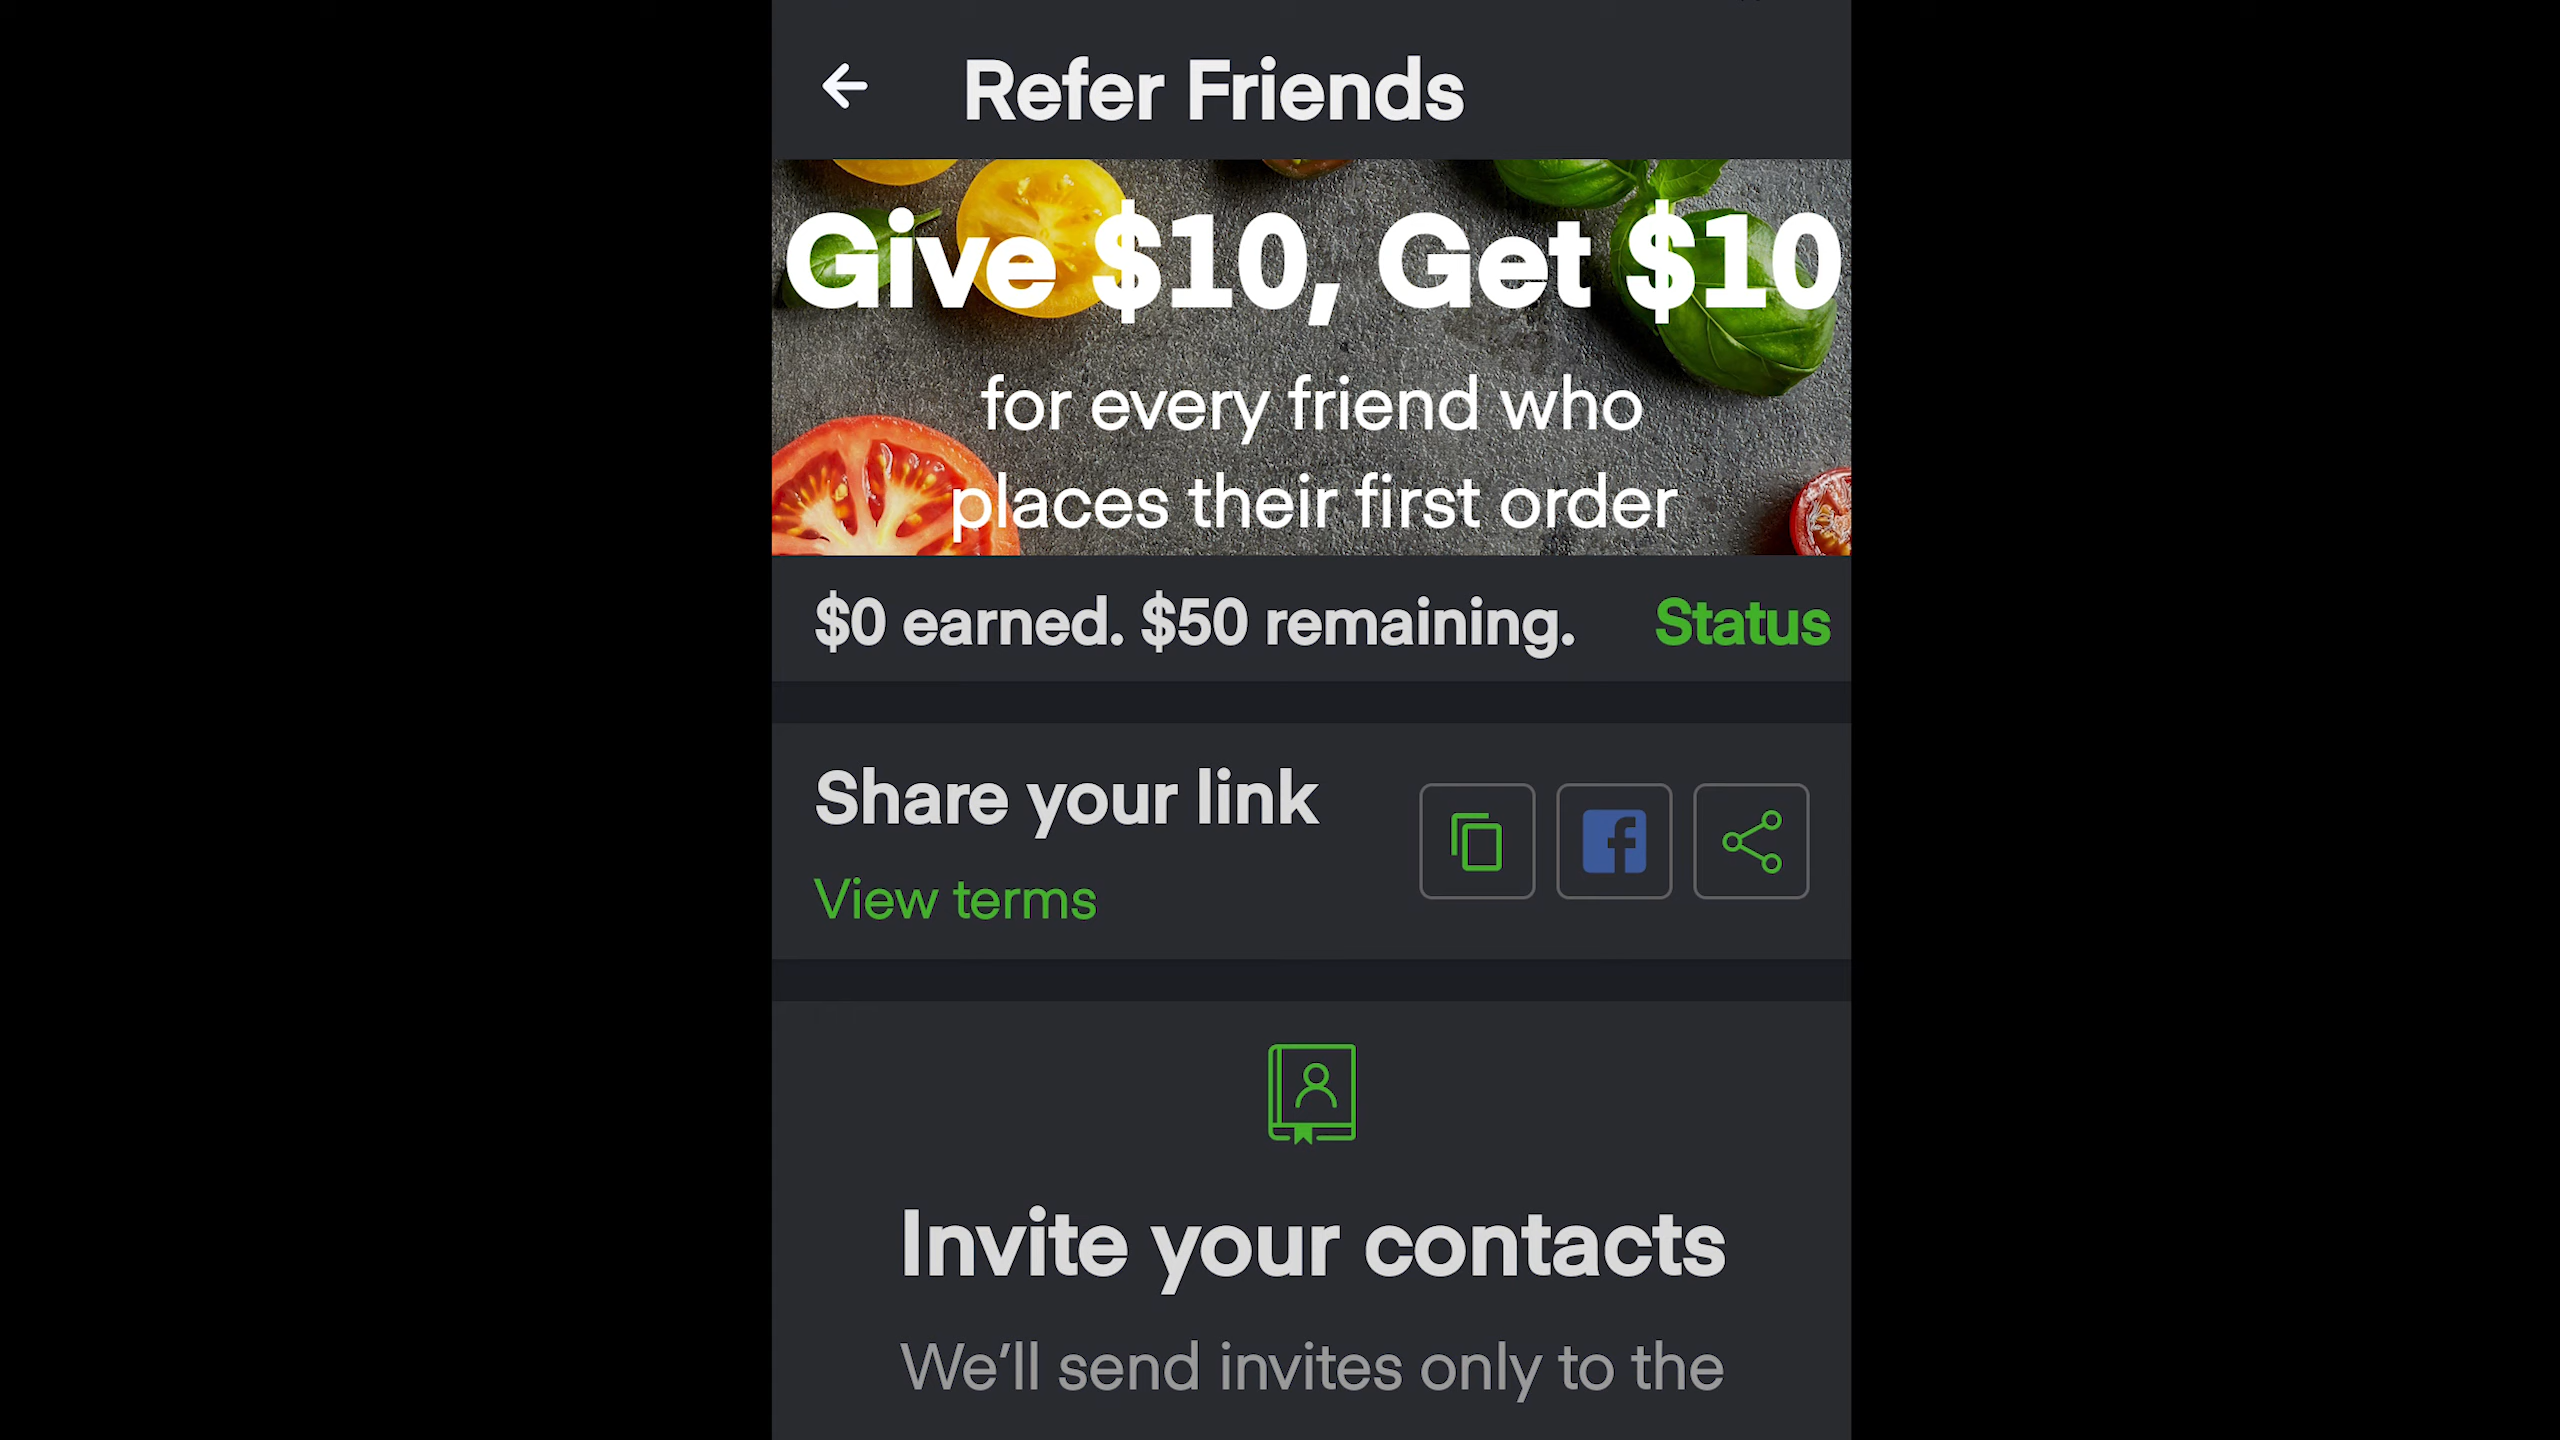 Refer Friends
Give $10, Get $10
for every friend who
places their first order
$0 earned. $50 remaining.
Status
Share your link
View terms
Invite your contacts
We'll send invites only to the